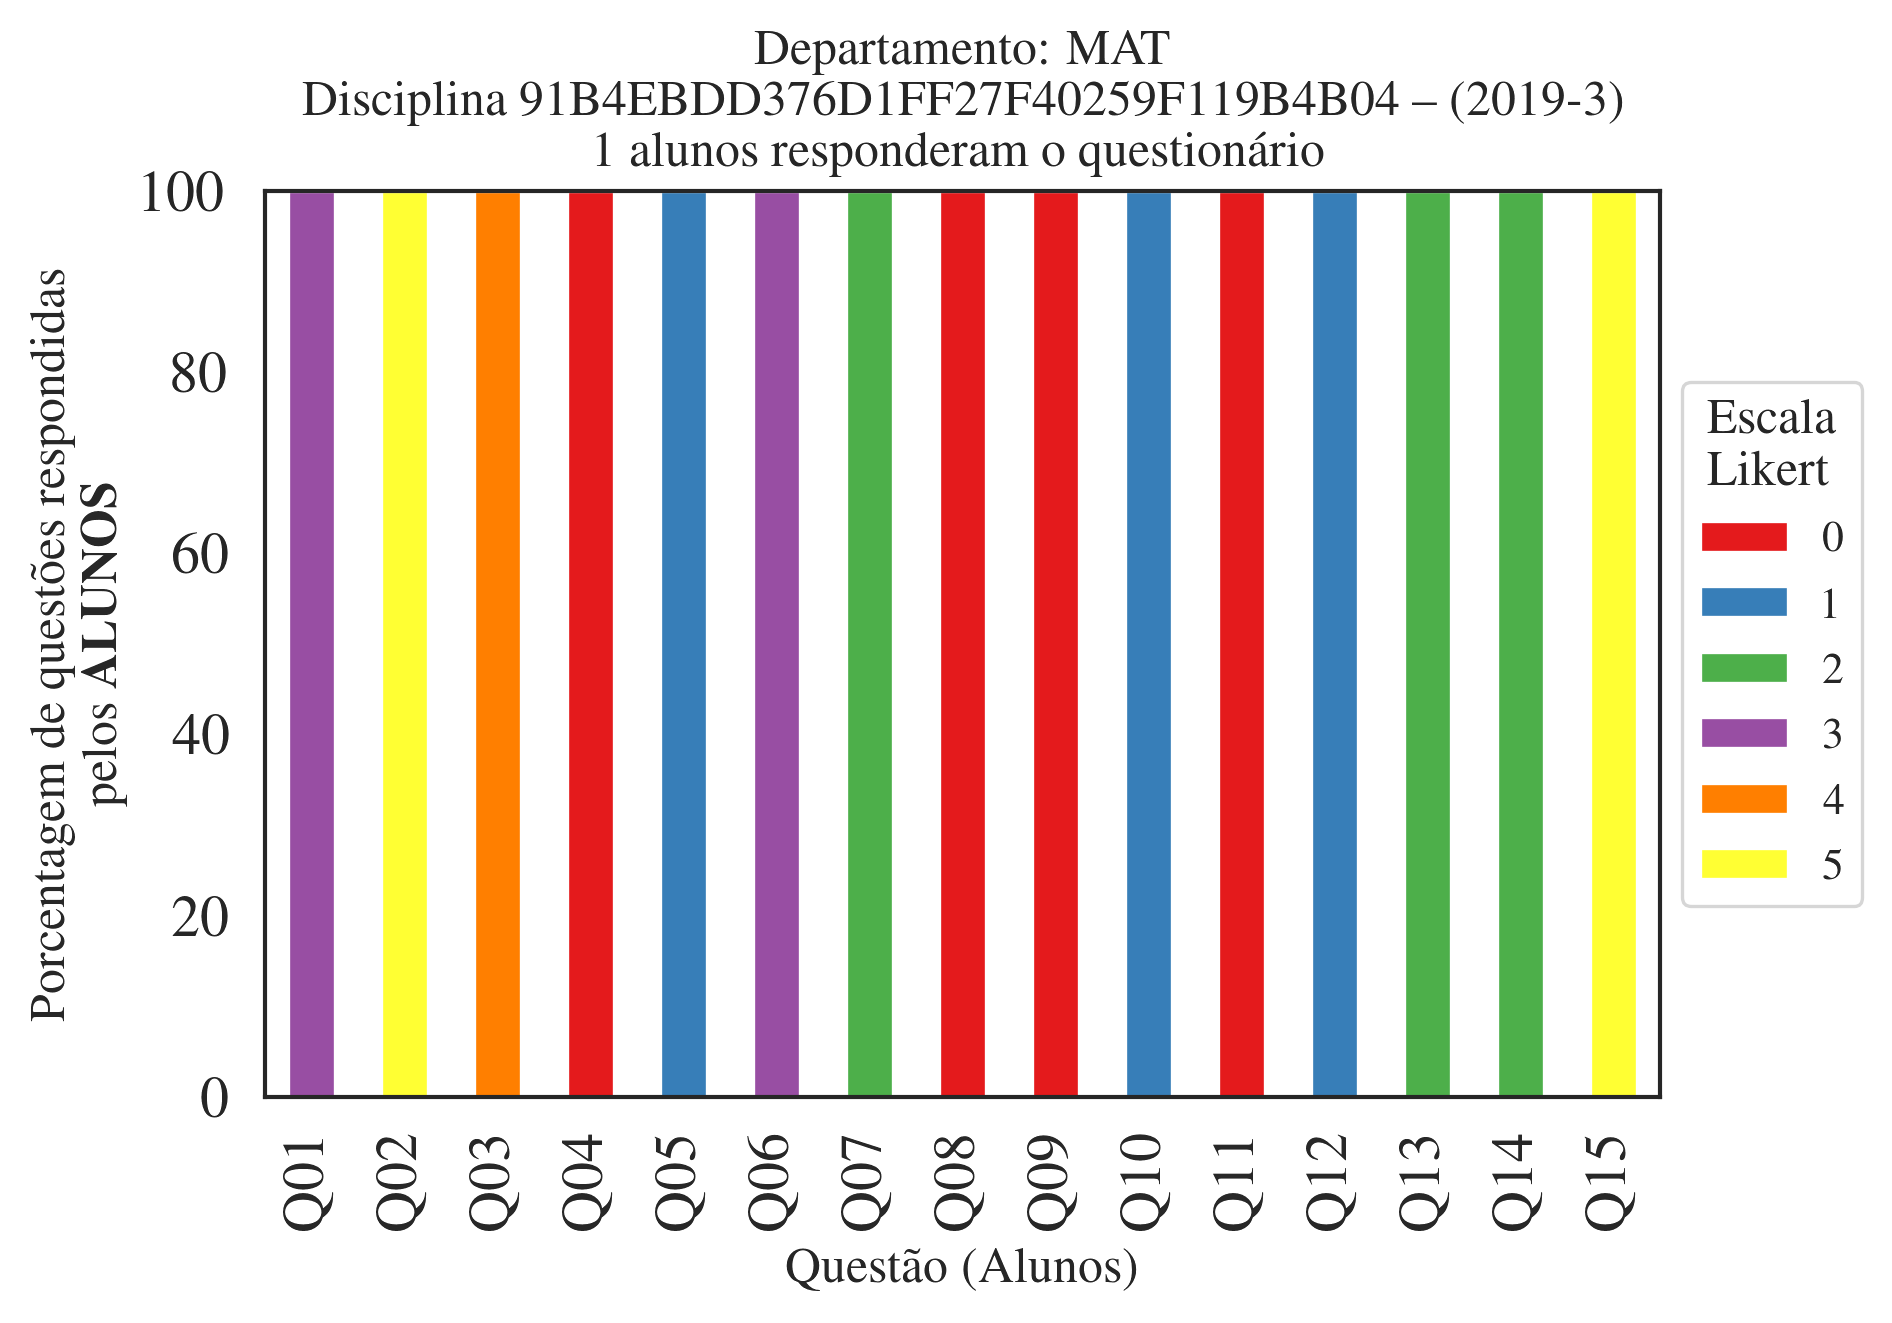 Departamento: MAT
Disciplina 91B4EBDD376D1FF27F40259F119B4B04 – (2019-3)
1 alunos responderam o questionário
Porcentagem de questões respondidas
pelos ALUNOS
100
80
60
40
20
0
Q01
Q02
Q03
Q04
Q05
Q06
Q07
Q08
Q09
Q10
Q11
Q12
Q13
Q14
Q15
Questão (Alunos)
Escala
Likert
0
1
2
3
4
5